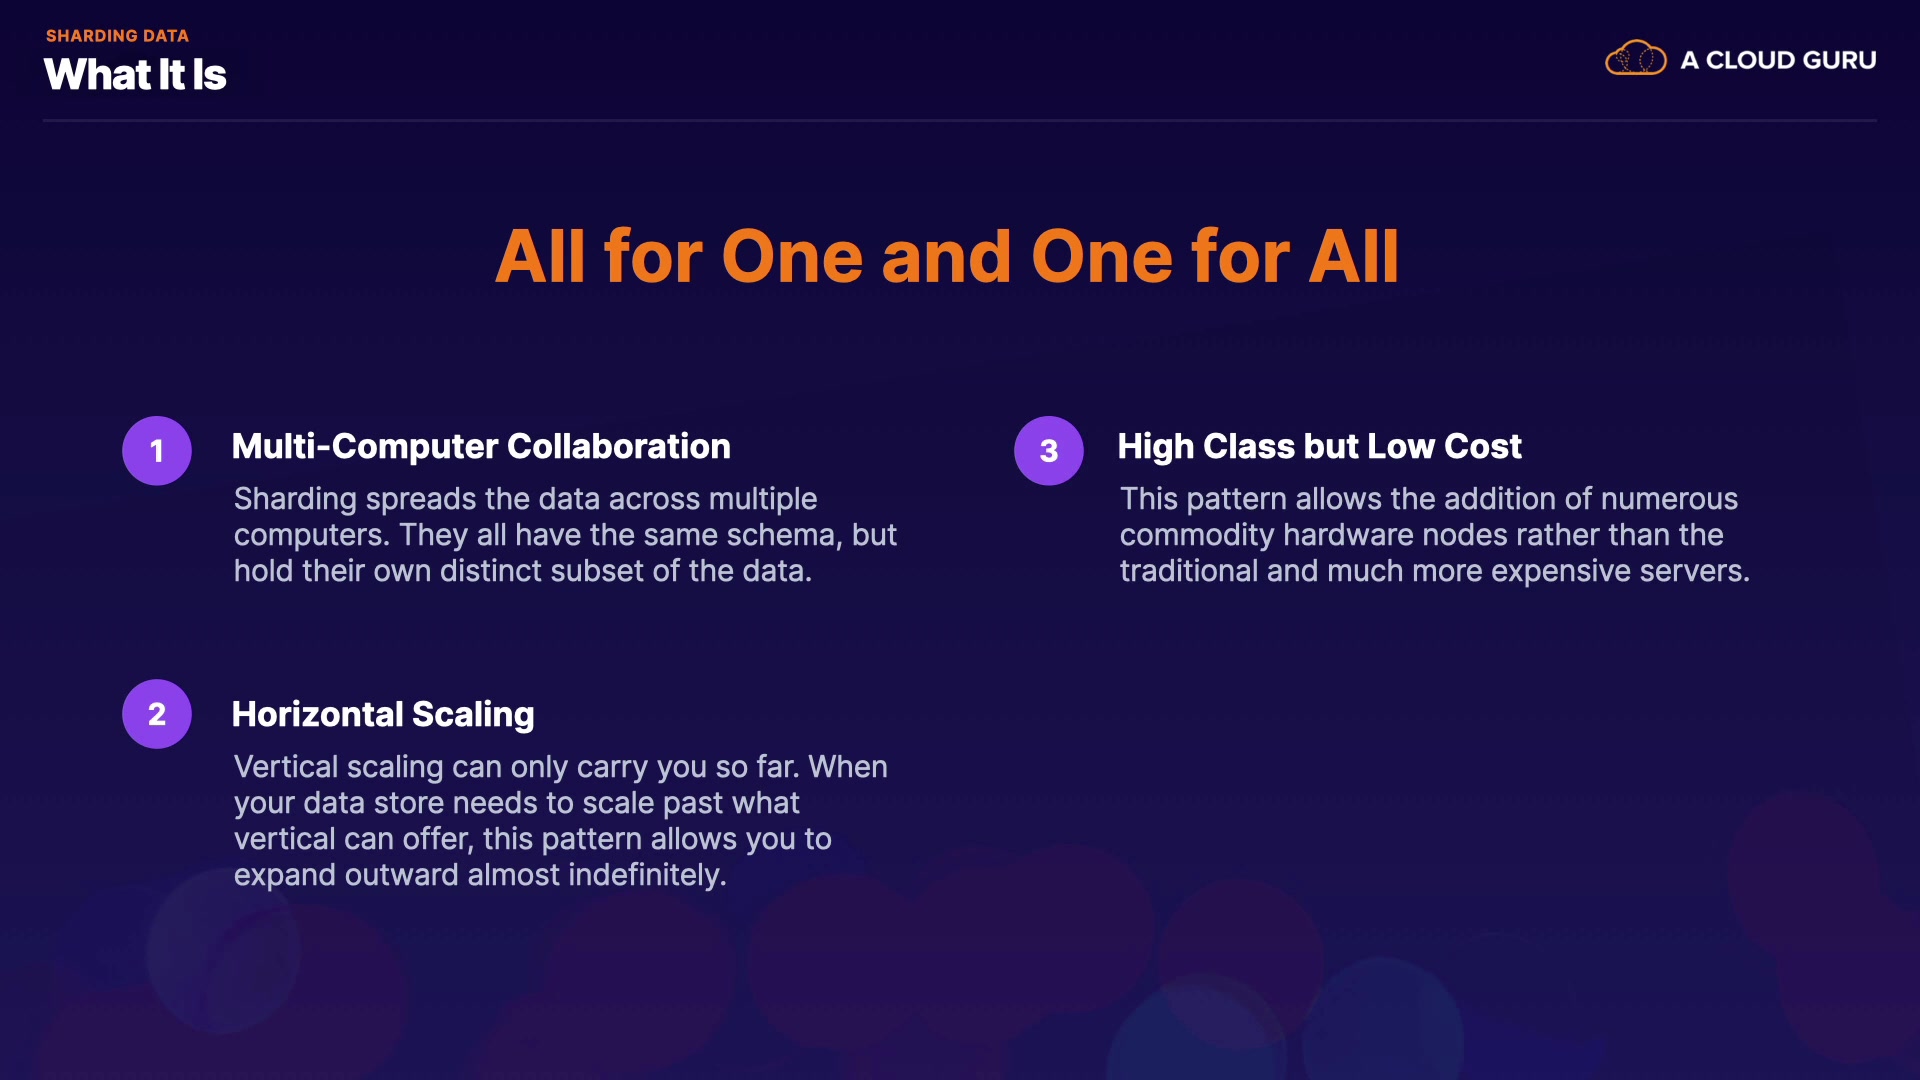 SHARDING DATA
What It Is
A CLOUD GURU
All for One and One for All
1
Multi-Computer Collaboration
Sharding spreads the data across multiple
computers. They all have the same schema, but
hold their own distinct subset of the data.
2
Horizontal Scaling
Vertical scaling can only carry you so far. When
your data store needs to scale past what
vertical can offer, this pattern allows you to
expand outward almost indefinitely.
3
High Class but Low Cost
This pattern allows the addition of numerous
commodity hardware nodes rather than the
traditional and much more expensive servers.